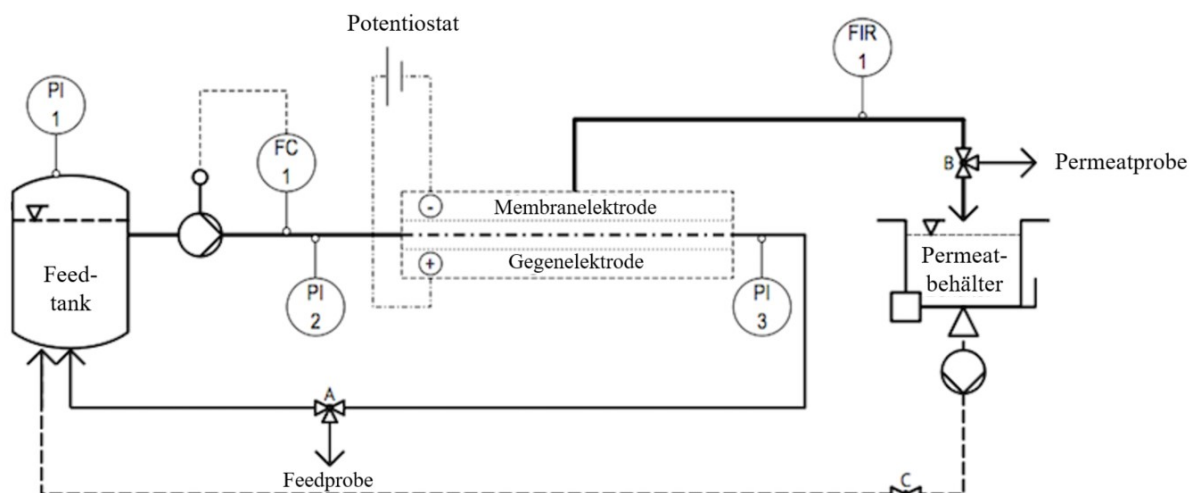 Potentiostat
FIR
1
PI
1
FC
1
B
Permeatprobe
-
Membranelektrode
+
Gegenelektrode
Feed-
tank
PI
2
PI
3
Permeat-
behälter
A
Feedprobe
C